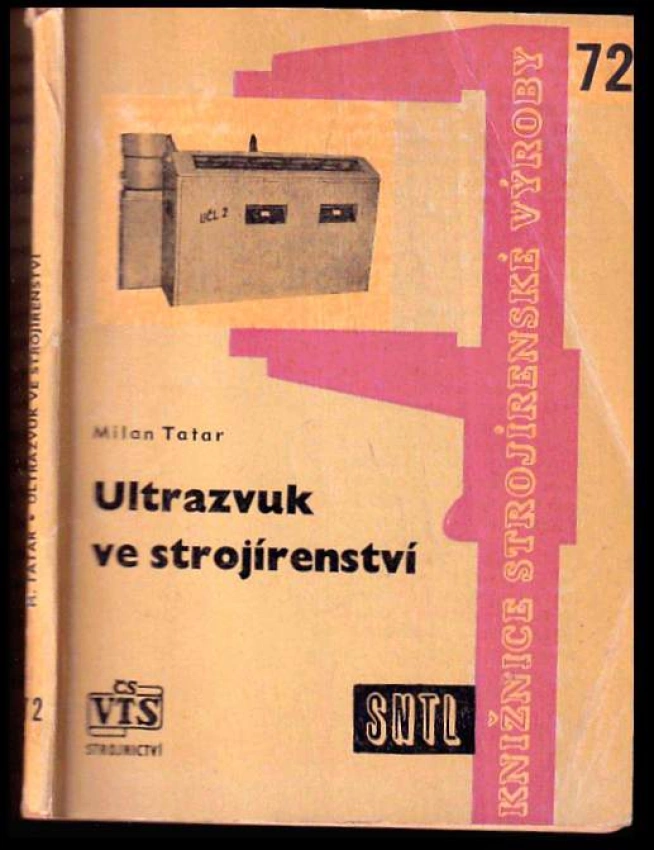 72
KNIŽNICE STROJÍRENSKÉ VÝROBY
UČL 2
Milan Tatar
Ultrazvuk
ve strojírenství
ČS
VTS
STROJNICTVÍ
SNTL
M. TATAR • ULTRAZVUK VE STROJÍRENSTVÍ
72